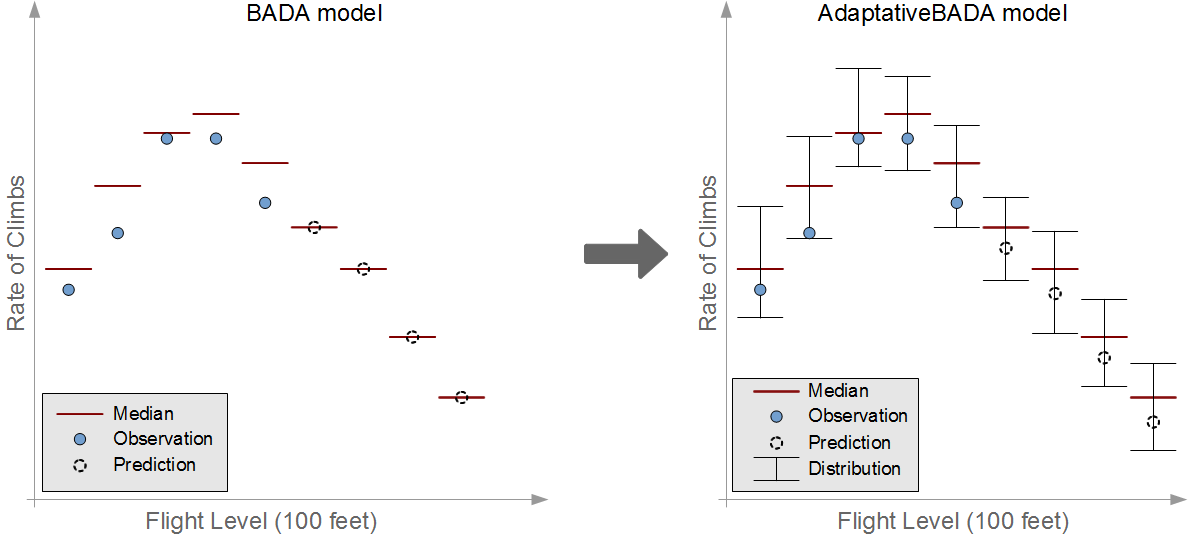 BADA model
Rate of Climbs
Median
Observation
Prediction
Flight Level (100 feet)
AdaptativeBADA model
Rate of Climbs
Median
Observation
Prediction
Distribution
Flight Level (100 feet)